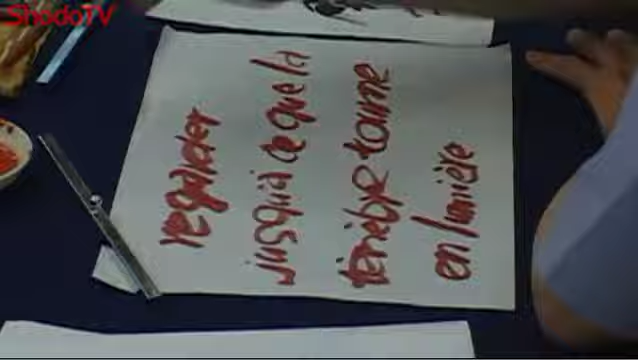 ShodoTV
regarder
jusqu'à ce que la
ténèbre tourne
en lumière